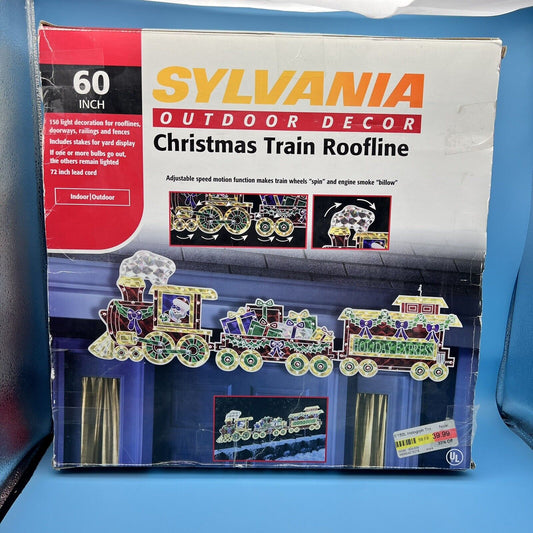 60
INCH
150 light decoration for rooflines,
doorways, railings and fences
Includes stakes for yard display
If one or more bulbs go out,
the others remain lighted
72 inch lead cord
Indoor|Outdoor
SYLVANIA
OUTDOOR DECOR
Christmas Train Roofline
Adjustable speed motion function makes train wheels "spin" and engine smoke "billow"
HOLIDAY EXPRESS
39.99
UL